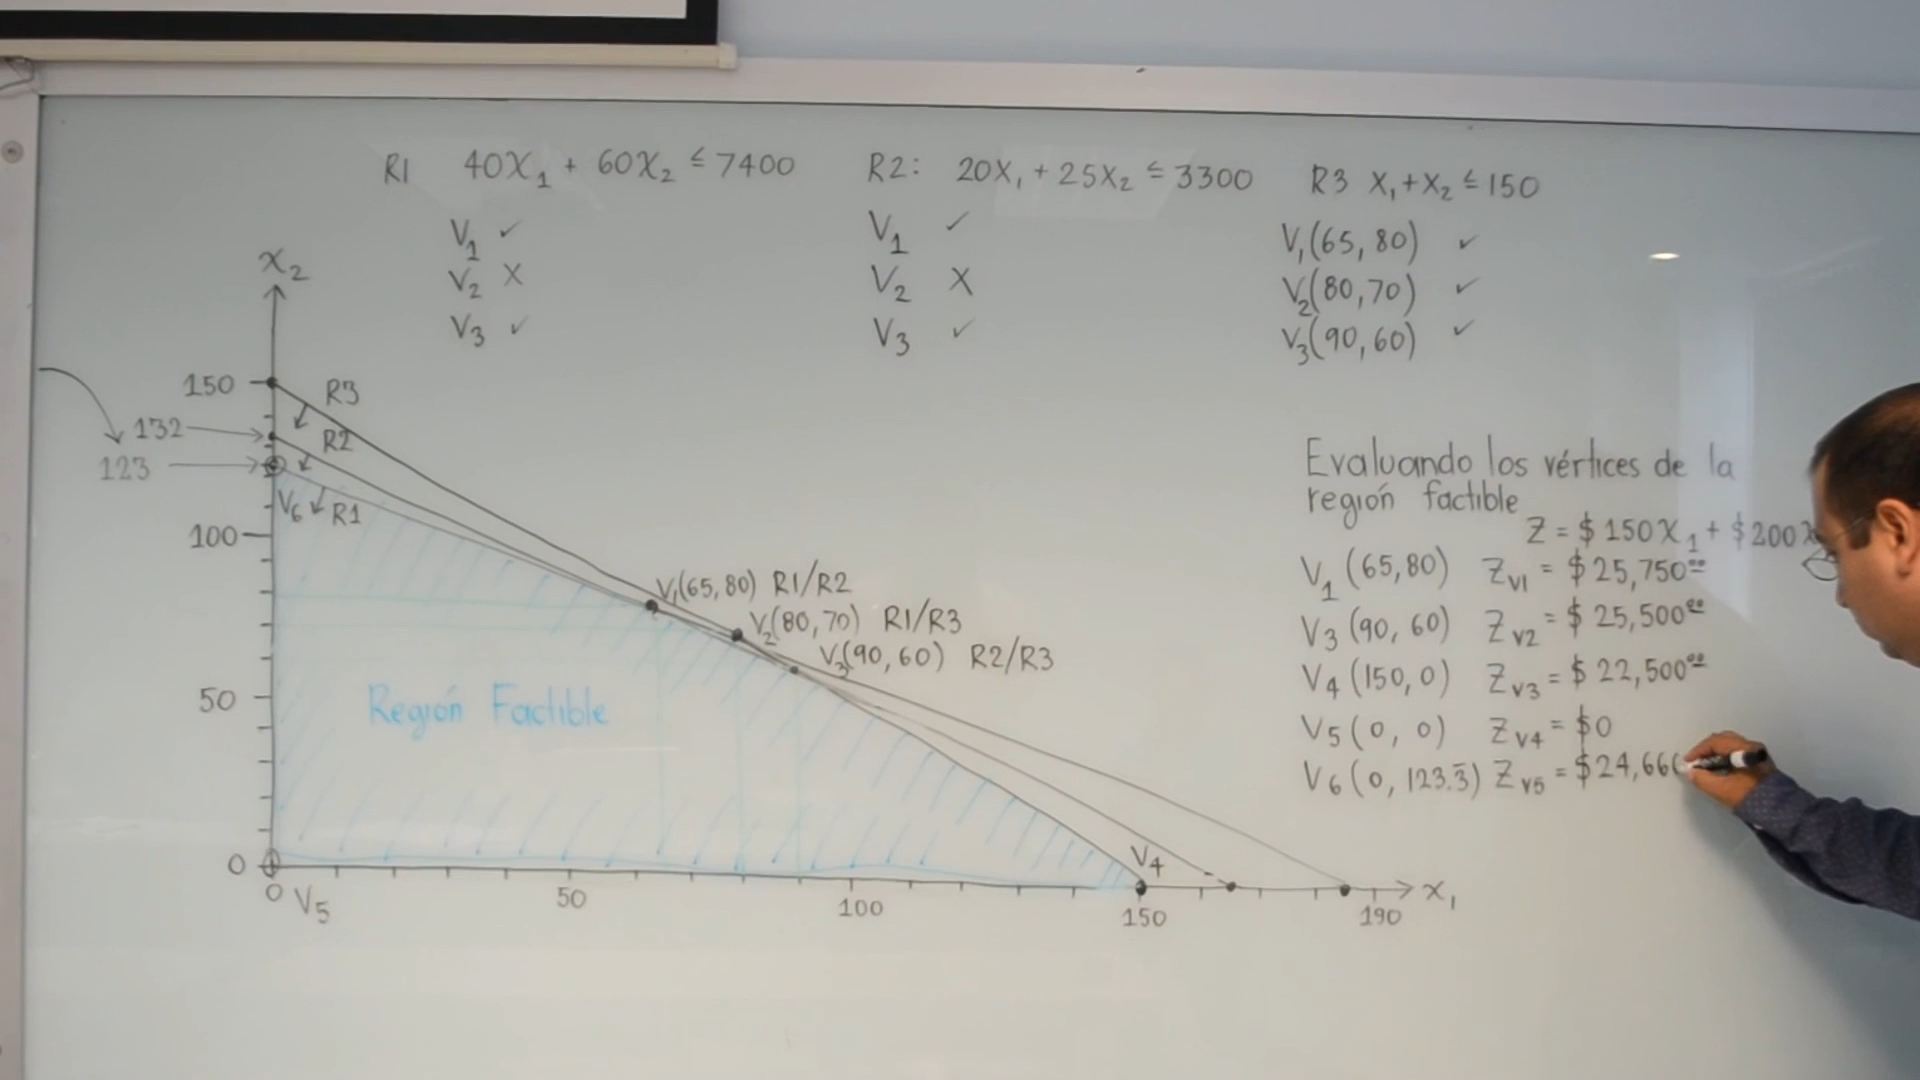 R1 40X₁ + 60X₂ ≤ 7400
V₁ ✓
V₂ X
V₃ ✓
R2: 20X₁ + 25X₂ ≤ 3300
V₁ ✓
V₂ X
V₃ ✓
R3 X₁+X₂ ≤ 150
V₁(65, 80) ✓
V₂(80,70) ✓
V₃(90,60) ✓
X₂
150
R3
132
R2
123
V₆ R1
100
V₁(65,80) R1/R2
V₂(80,70) R1/R3
V₃(90,60) R2/R3
50
Región Factible
0
V₄
0 V₅
50
100
150
190
X₁
Evaluando los vértices de la
región factible
Z = $ 150X₁ + $200X
V₁ (65,80) Zᵥ₁ = $25,750⁰⁰
V₃ (90, 60) Zᵥ₂ = $ 25,500⁰⁰
V₄ (150,0) Zᵥ₃ = $ 22,500⁰⁰
V₅ (0, 0) Zᵥ₄ = $0
V₆ (0, 123.3̅) Zᵥ₅ = $24,66